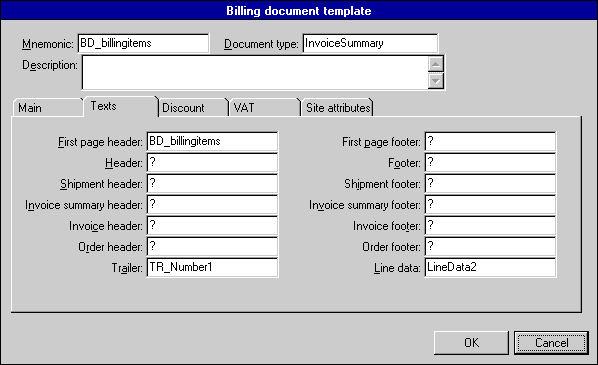 Billing document template
Mnemonic: BD_billingitems Document type: InvoiceSummary
Description:
Main Texts Discount VAT Site attributes
First page header: BD_billingitems First page footer: ?
Header: ? Footer: ?
Shipment header: ? Shipment footer: ?
Invoice summary header: ? Invoice summary footer: ?
Invoice header: ? Invoice footer: ?
Order header: ? Order footer: ?
Trailer: TR_Number1 Line data: LineData2
OK Cancel